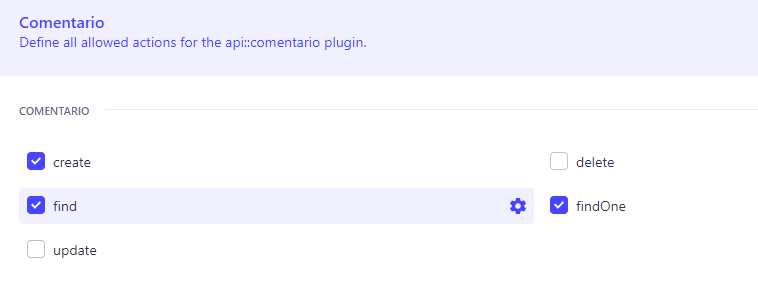 Comentario
Define all allowed actions for the api::comentario plugin.
COMENTARIO
create
delete
find
findOne
update